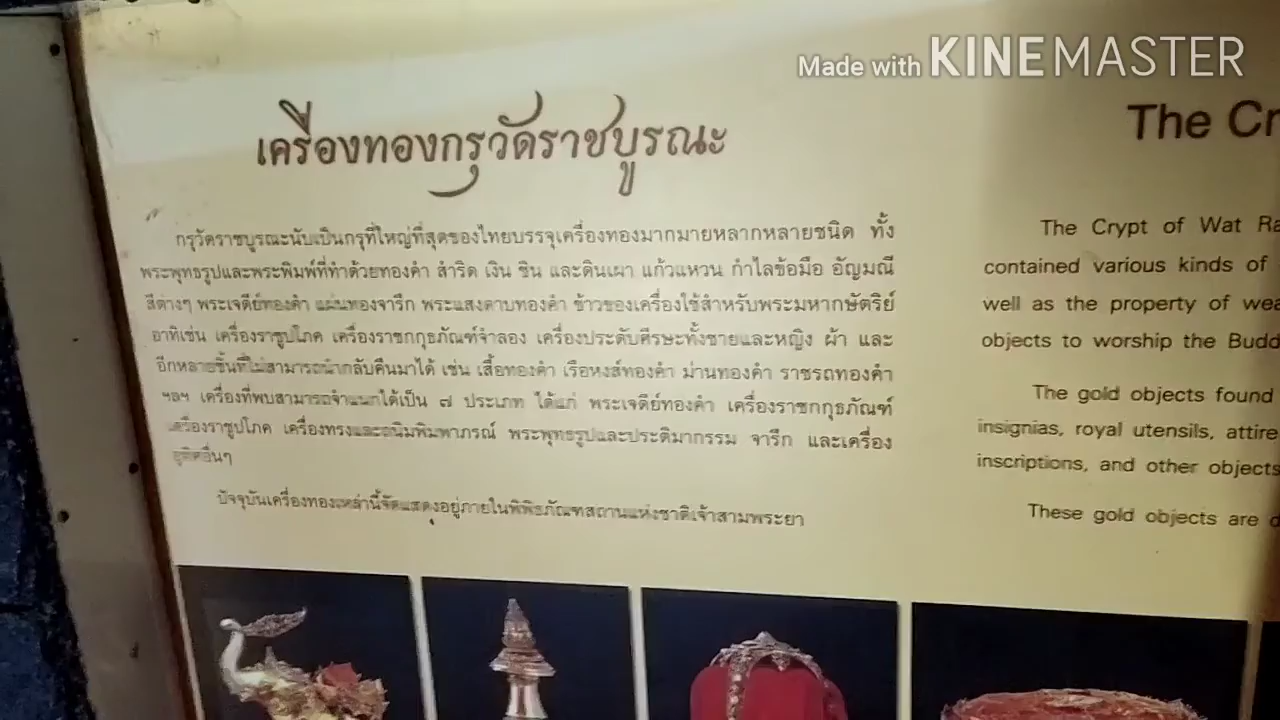 Made with KINEMASTER
เครื่องทองกรุวัดราชบูรณะ
กรุวัดราชบูรณะนับเป็นกรุที่ใหญ่ที่สุดของไทยบรรจุเครื่องทองมากมายหลากหลายชนิด ทั้ง
พระพุทธรูปและพระพิมพ์ที่ทำด้วยทองคำ สำริด เงิน ชิน และดินเผา แก้วแหวน กำไลข้อมือ อัญมณี
สีต่างๆ พระเจดีย์ทองคำ แผ่นทองจารึก พระแสงดาบทองคำ ข้าวของเครื่องใช้สำหรับพระมหากษัตริย์
อาทิเช่น เครื่องราชูปโภค เครื่องราชกกุธภัณฑ์จำลอง เครื่องประดับศีรษะทั้งชายและหญิง ผ้า และ
อีกหลายชิ้นที่ไม่สามารถนำกลับคืนมาได้ เช่น เสื้อทองคำ เรือหงส์ทองคำ ม่านทองคำ ราชรถทองคำ
ฯลฯ เครื่องที่พบสามารถจำแนกได้เป็น ๗ ประเภท ได้แก่ พระเจดีย์ทองคำ เครื่องราชกกุธภัณฑ์
เครื่องราชูปโภค เครื่องทรงและถนิมพิมพาภรณ์ พระพุทธรูปและประติมากรรม จารึก และเครื่อง
อุทิศอื่นๆ
ปัจจุบันเครื่องทองเหล่านี้จัดแสดงอยู่ภายในพิพิธภัณฑสถานแห่งชาติเจ้าสามพระยา
The Cr
The Crypt of Wat Ra
contained various kinds of
well as the property of wea
objects to worship the Budd
The gold objects found
insignias, royal utensils, attire
inscriptions, and other objects
These gold objects are d